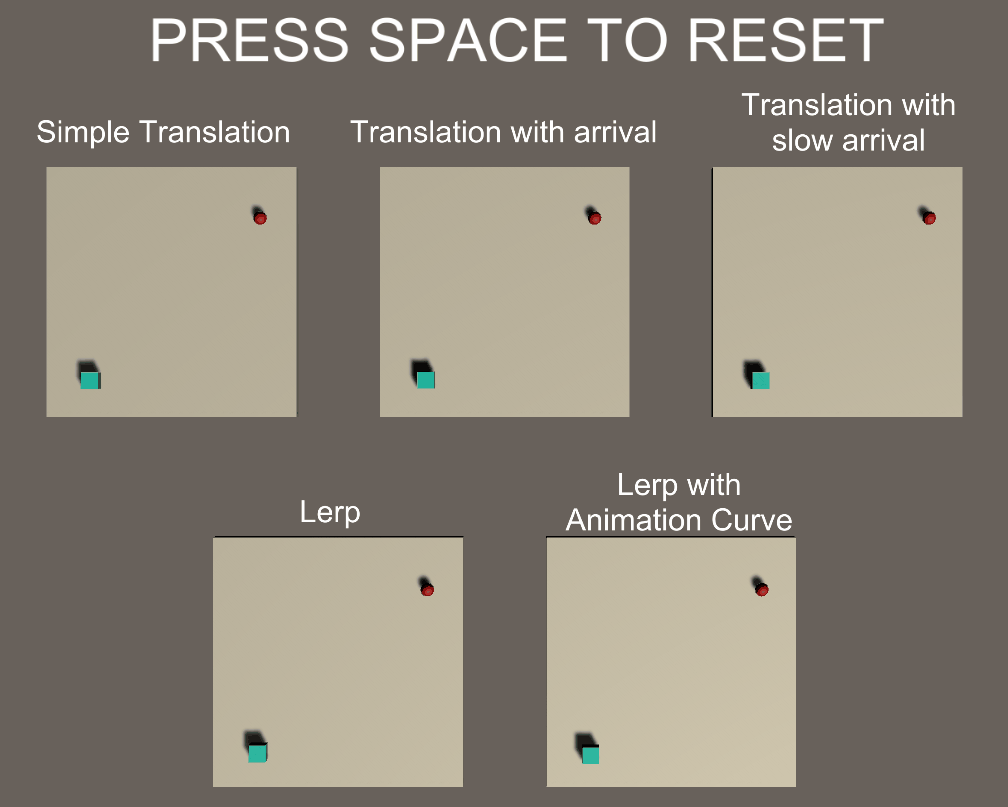 PRESS SPACE TO RESET
Simple Translation
Translation with arrival
Translation with
slow arrival
Lerp
Lerp with
Animation Curve